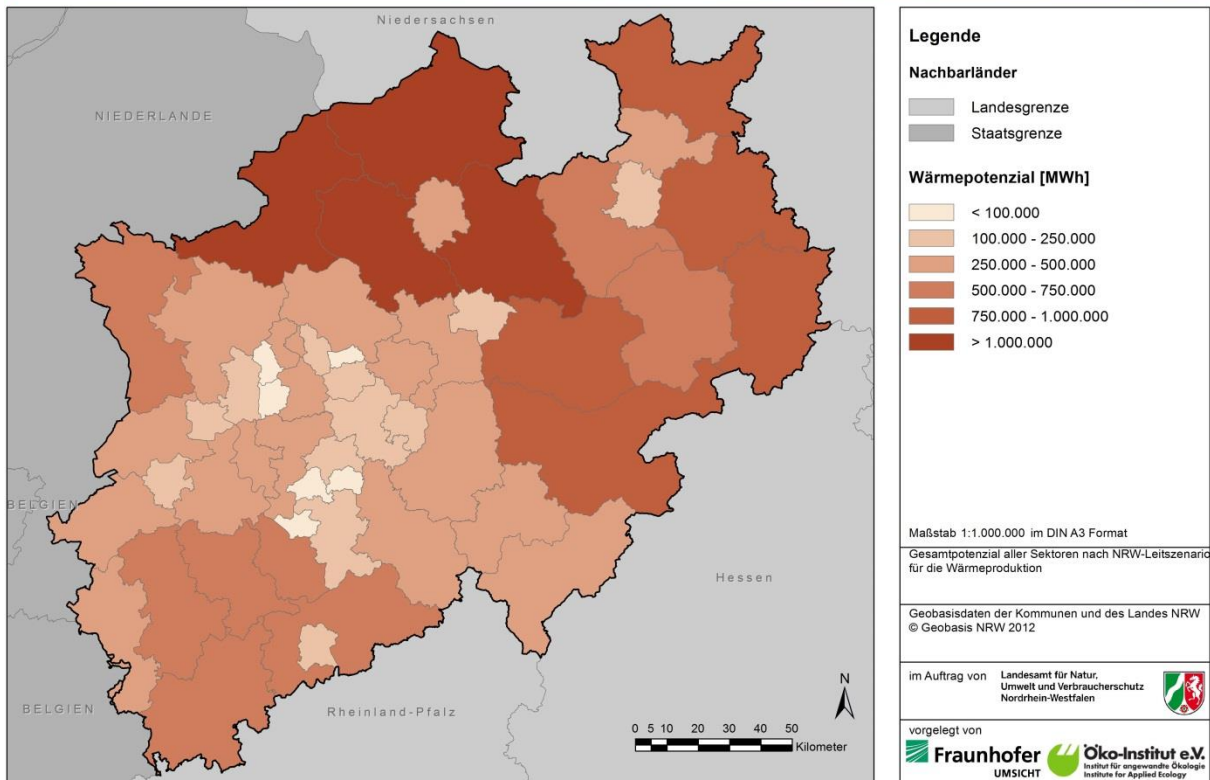 Niedersachsen
NIEDERLANDE
BELGIEN
Hessen
BELGIEN
Rheinland-Pfalz
N
0 5 10 20 30 40 50
Kilometer
Legende
Nachbarländer
Landesgrenze
Staatsgrenze
Wärmepotenzial [MWh]
< 100.000
100.000 - 250.000
250.000 - 500.000
500.000 - 750.000
750.000 - 1.000.000
> 1.000.000
Maßstab 1:1.000.000 im DIN A3 Format
Gesamtpotenzial aller Sektoren nach NRW-Leitszenario
für die Wärmeproduktion
Geobasisdaten der Kommunen und des Landes NRW
© Geobasis NRW 2012
im Auftrag von
Landesamt für Natur,
Umwelt und Verbraucherschutz
Nordrhein-Westfalen
vorgelegt von
Fraunhofer
UMSICHT
Öko-Institut e.V.
Institut für angewandte Ökologie
Institute for Applied Ecology